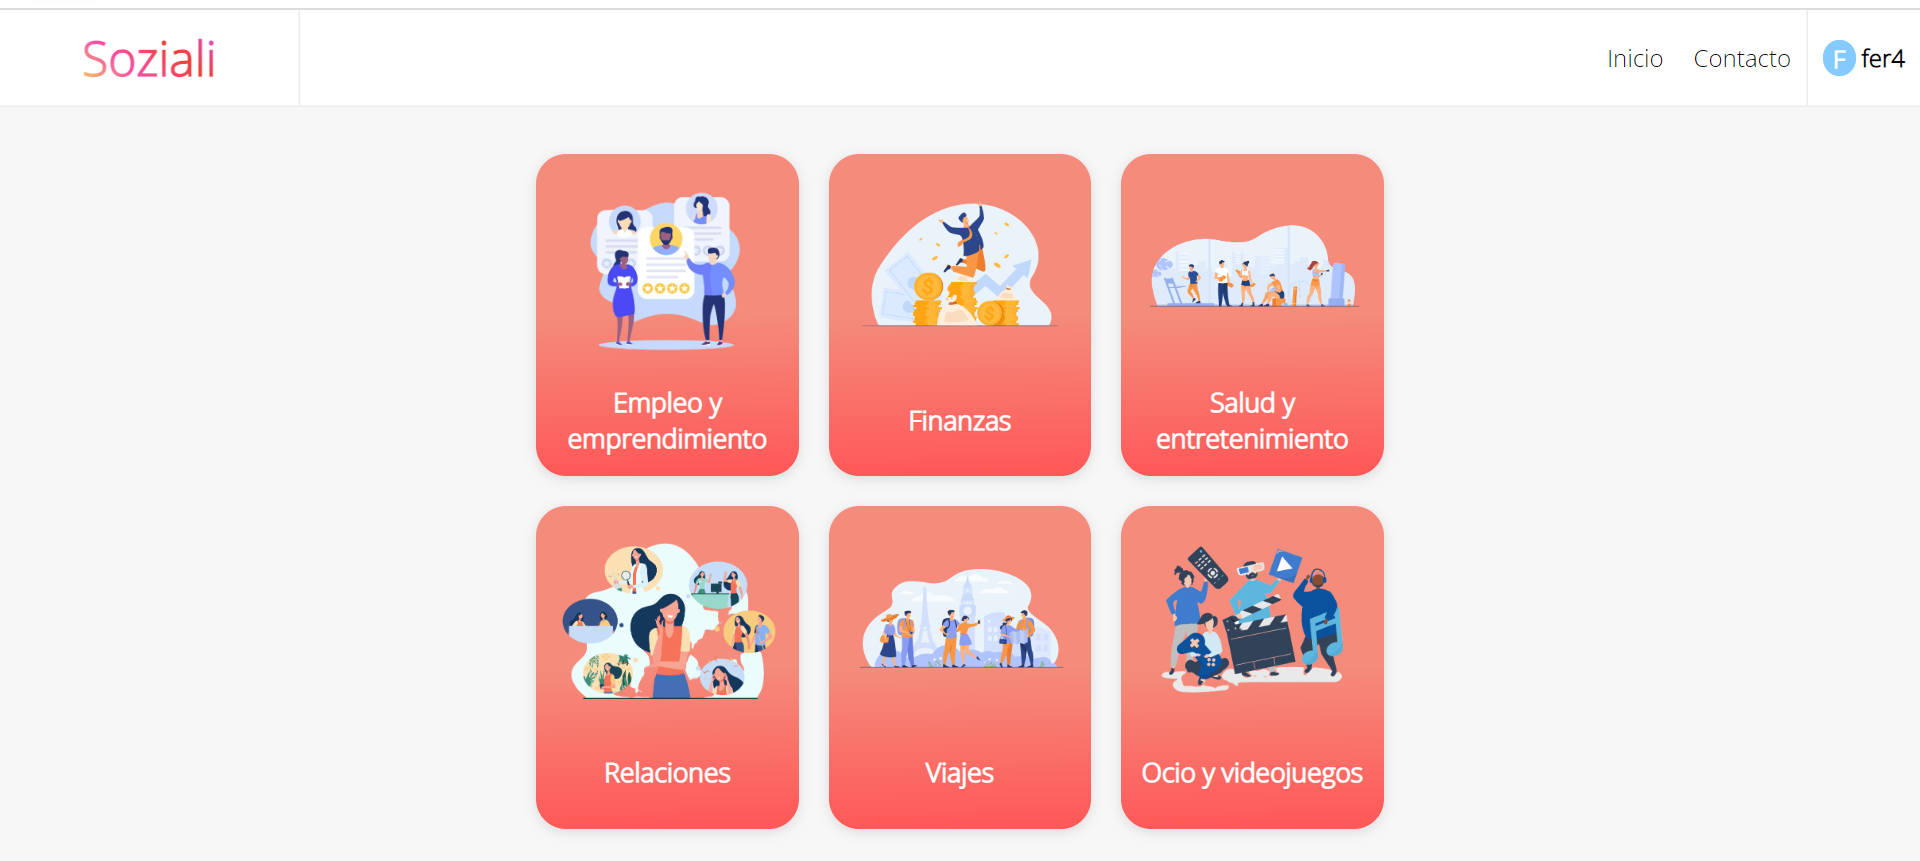 Soziali
Inicio
Contacto
F
fer4
Empleo y
emprendimiento
Finanzas
Salud y
entretenimiento
Relaciones
Viajes
Ocio y videojuegos